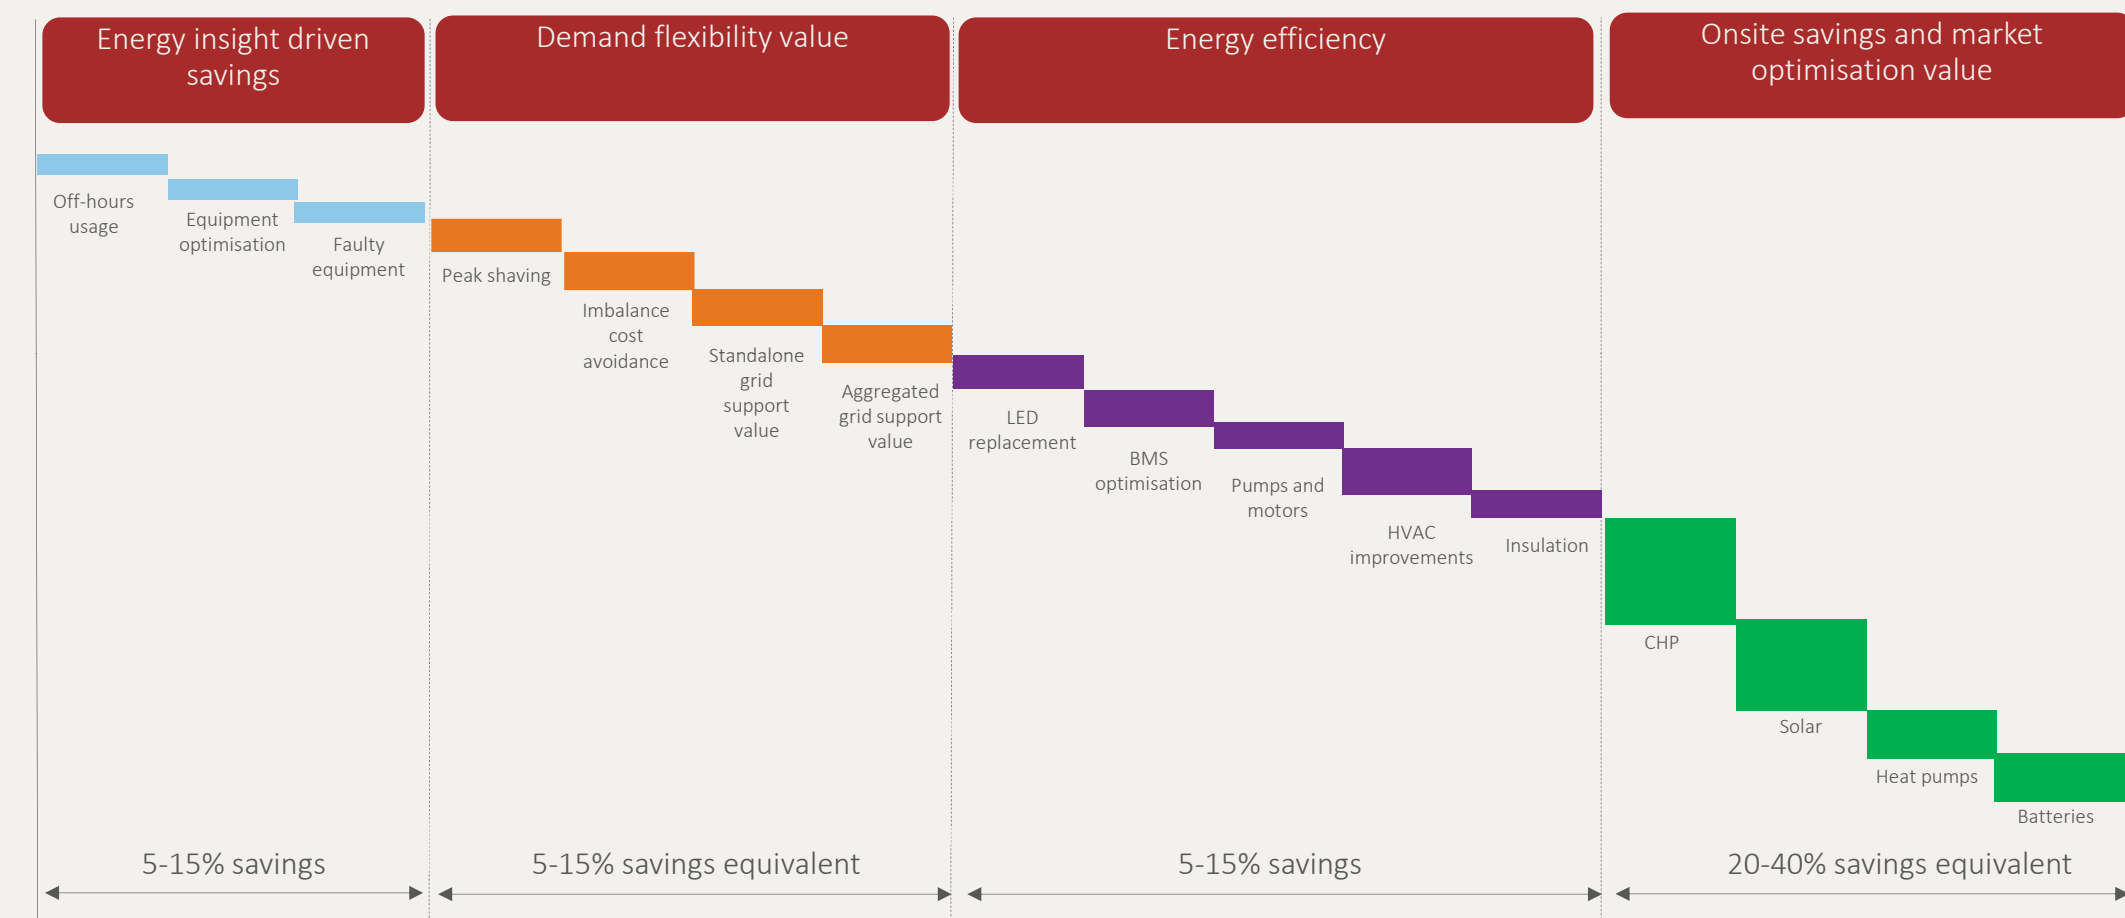 Energy insight driven
savings
Demand flexibility value
Energy efficiency
Onsite savings and market
optimisation value
Off-hours
usage
Equipment
optimisation
Faulty
equipment
Peak shaving
Imbalance
cost
avoidance
Standalone
grid
support
value
Aggregated
grid support
value
LED
replacement
BMS
optimisation
Pumps and
motors
HVAC
improvements
Insulation
CHP
Solar
Heat pumps
Batteries
5-15% savings
5-15% savings equivalent
5-15% savings
20-40% savings equivalent